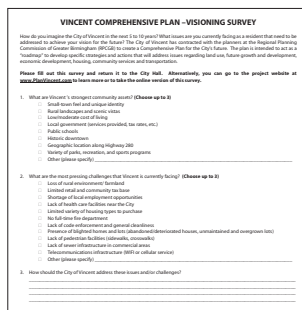 VINCENT COMPREHENSIVE PLAN –VISIONING SURVEY
How do you imagine the City of Vincent in the next 5 to 10 years? What issues are you currently facing as a resident that need to be
addressed to achieve your vision for the future? The City of Vincent has contracted with the planners at the Regional Planning
Commission of Greater Birmingham (RPCGB) to create a Comprehensive Plan for the City's future. The plan is intended to act as a
"roadmap" to develop specific strategies and actions that will address issues regarding land use, future growth and development,
economic development, housing, community services and transportation.
Please fill out this survey and return it to the City Hall. Alternatively, you can go to the project website at
www.PlanVincent.com to learn more or to take the online version of this survey.
1. What are Vincent's strongest community assets? (Choose up to 3)
□ Small-town feel and unique identity
□ Rural landscapes and scenic vistas
□ Low/moderate cost of living
□ Local government (services provided, tax rates, etc.)
□ Public schools
□ Historic downtown
□ Geographic location along Highway 280
□ Variety of parks, recreation, and sports programs
□ Other (please specify)
2. What are the most pressing challenges that Vincent is currently facing? (Choose up to 3)
□ Loss of rural environments/ farmland
□ Limited retail and community tax base
□ Shortage of local employment opportunities
□ Lack of health care facilities near the City
□ Limited variety of housing types to purchase
□ No full-time fire department
□ Lack of code enforcement and general cleanliness
□ Presence of blighted homes and lots (abandoned/deteriorated houses, unmaintained and overgrown lots)
□ Lack of pedestrian facilities (sidewalks, crosswalks)
□ Lack of sewer infrastructure in commercial areas
□ Telecommunications infrastructure (WiFi or cellular service)
□ Other (please specify)
3. How should the City of Vincent address these issues and/or challenges?